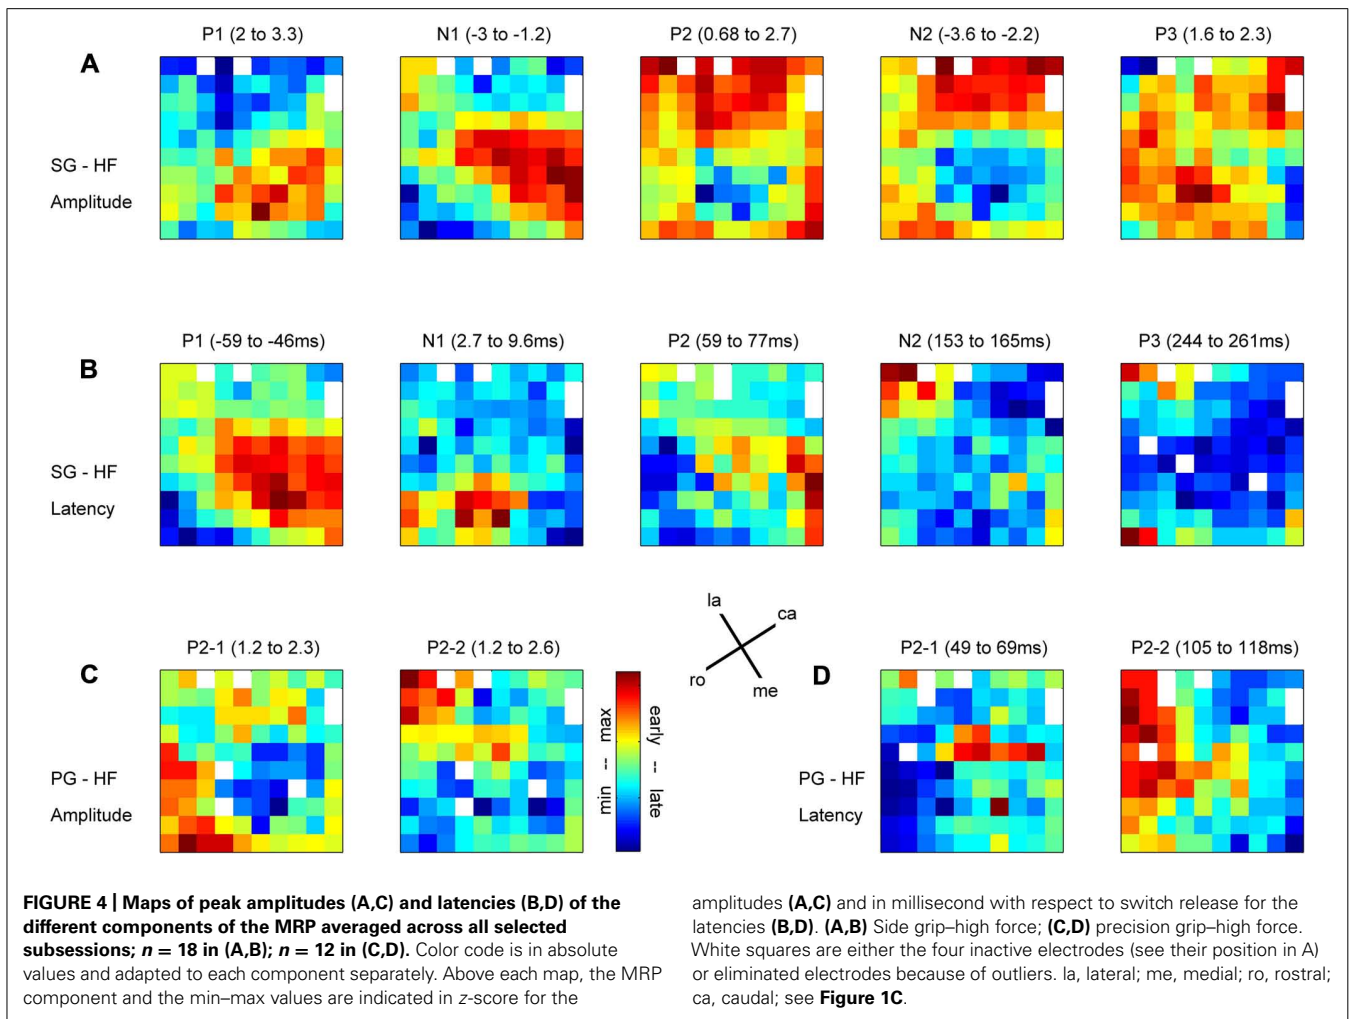 P1 (2 to 3.3)
N1 (-3 to -1.2)
P2 (0.68 to 2.7)
N2 (-3.6 to -2.2)
P3 (1.6 to 2.3)
A
SG - HF
Amplitude
P1 (-59 to -46ms)
N1 (2.7 to 9.6ms)
P2 (59 to 77ms)
N2 (153 to 165ms)
P3 (244 to 261ms)
B
SG - HF
Latency
la
ca
ro
me
P2-1 (1.2 to 2.3)
P2-2 (1.2 to 2.6)
C
PG - HF
Amplitude
min -- max
early -- late
P2-1 (49 to 69ms)
P2-2 (105 to 118ms)
D
PG - HF
Latency
FIGURE 4 | Maps of peak amplitudes (A,C) and latencies (B,D) of the
different components of the MRP averaged across all selected
subsessions; n = 18 in (A,B); n = 12 in (C,D). Color code is in absolute
values and adapted to each component separately. Above each map, the MRP
component and the min–max values are indicated in z-score for the
amplitudes (A,C) and in millisecond with respect to switch release for the
latencies (B,D). (A,B) Side grip–high force; (C,D) precision grip–high force.
White squares are either the four inactive electrodes (see their position in A)
or eliminated electrodes because of outliers. la, lateral; me, medial; ro, rostral;
ca, caudal; see Figure 1C.